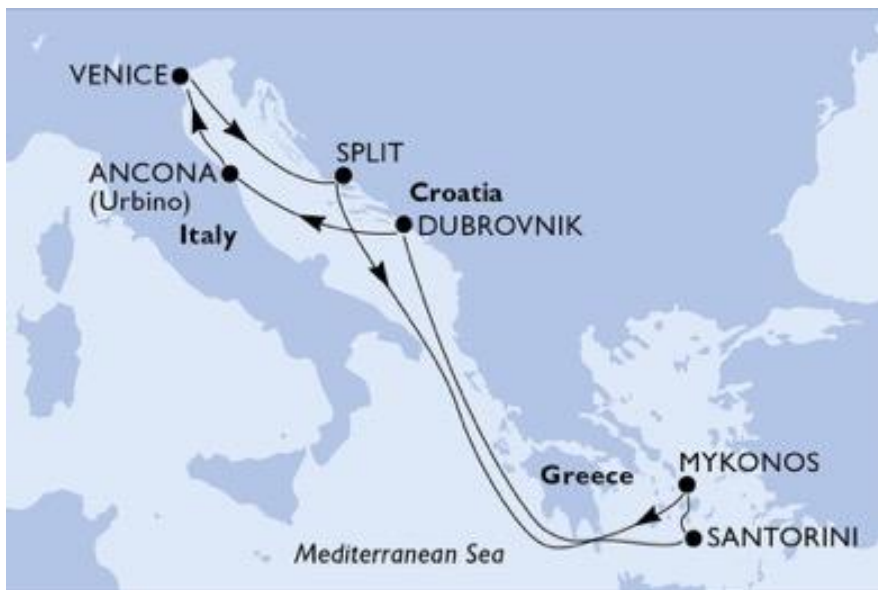 VENICE
SPLIT
ANCONA
(Urbino)
Croatia
DUBROVNIK
Italy
Greece
MYKONOS
SANTORINI
Mediterranean Sea